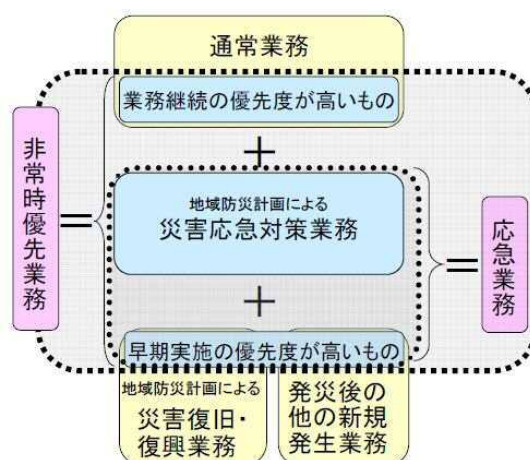 通常業務
業務継続の優先度が高いもの
＋
非常時優先業務
＝
地域防災計画による
災害応急対策業務
＝
応急業務
＋
早期実施の優先度が高いもの
地域防災計画による
災害復旧・
復興業務
発災後の
他の新規
発生業務